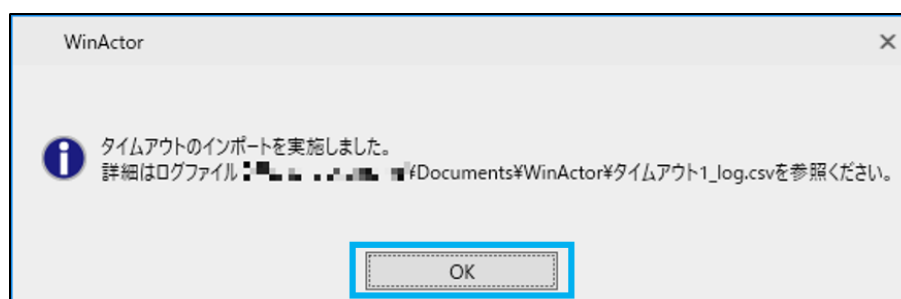 WinActor
タイムアウトのインポートを実施しました。
詳細はログファイル ¥Documents¥WinActor¥タイムアウト1_log.csvを参照ください。
OK